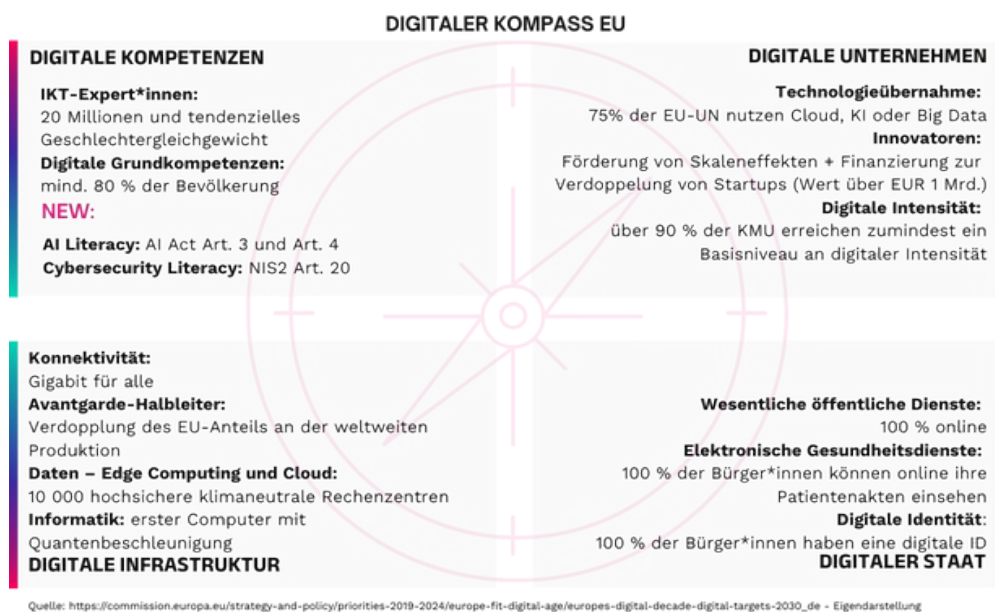 DIGITALER KOMPASS EU
DIGITALE KOMPETENZEN
IKT-Expert*innen:
20 Millionen und tendenzielles
Geschlechtergleichgewicht
Digitale Grundkompetenzen:
mind. 80 % der Bevölkerung
NEW:
AI Literacy: AI Act Art. 3 und Art. 4
Cybersecurity Literacy: NIS2 Art. 20
DIGITALE UNTERNEHMEN
Technologieübernahme:
75% der EU-UN nutzen Cloud, KI oder Big Data
Innovatoren:
Förderung von Skaleneffekten + Finanzierung zur
Verdoppelung von Startups (Wert über EUR 1 Mrd.)
Digitale Intensität:
über 90 % der KMU erreichen zumindest ein
Basisniveau an digitaler Intensität
Konnektivität:
Gigabit für alle
Avantgarde-Halbleiter:
Verdopplung des EU-Anteils an der weltweiten
Produktion
Daten – Edge Computing und Cloud:
10 000 hochsichere klimaneutrale Rechenzentren
Informatik: erster Computer mit
Quantenbeschleunigung
DIGITALE INFRASTRUKTUR
Wesentliche öffentliche Dienste:
100 % online
Elektronische Gesundheitsdienste:
100 % der Bürger*innen können online ihre
Patientenakten einsehen
Digitale Identität:
100 % der Bürger*innen haben eine digitale ID
DIGITALER STAAT
Quelle: https://commission.europa.eu/strategy-and-policy/priorities-2019-2024/europe-fit-digital-age/europes-digital-decade-digital-targets-2030_de - Eigendarstellung